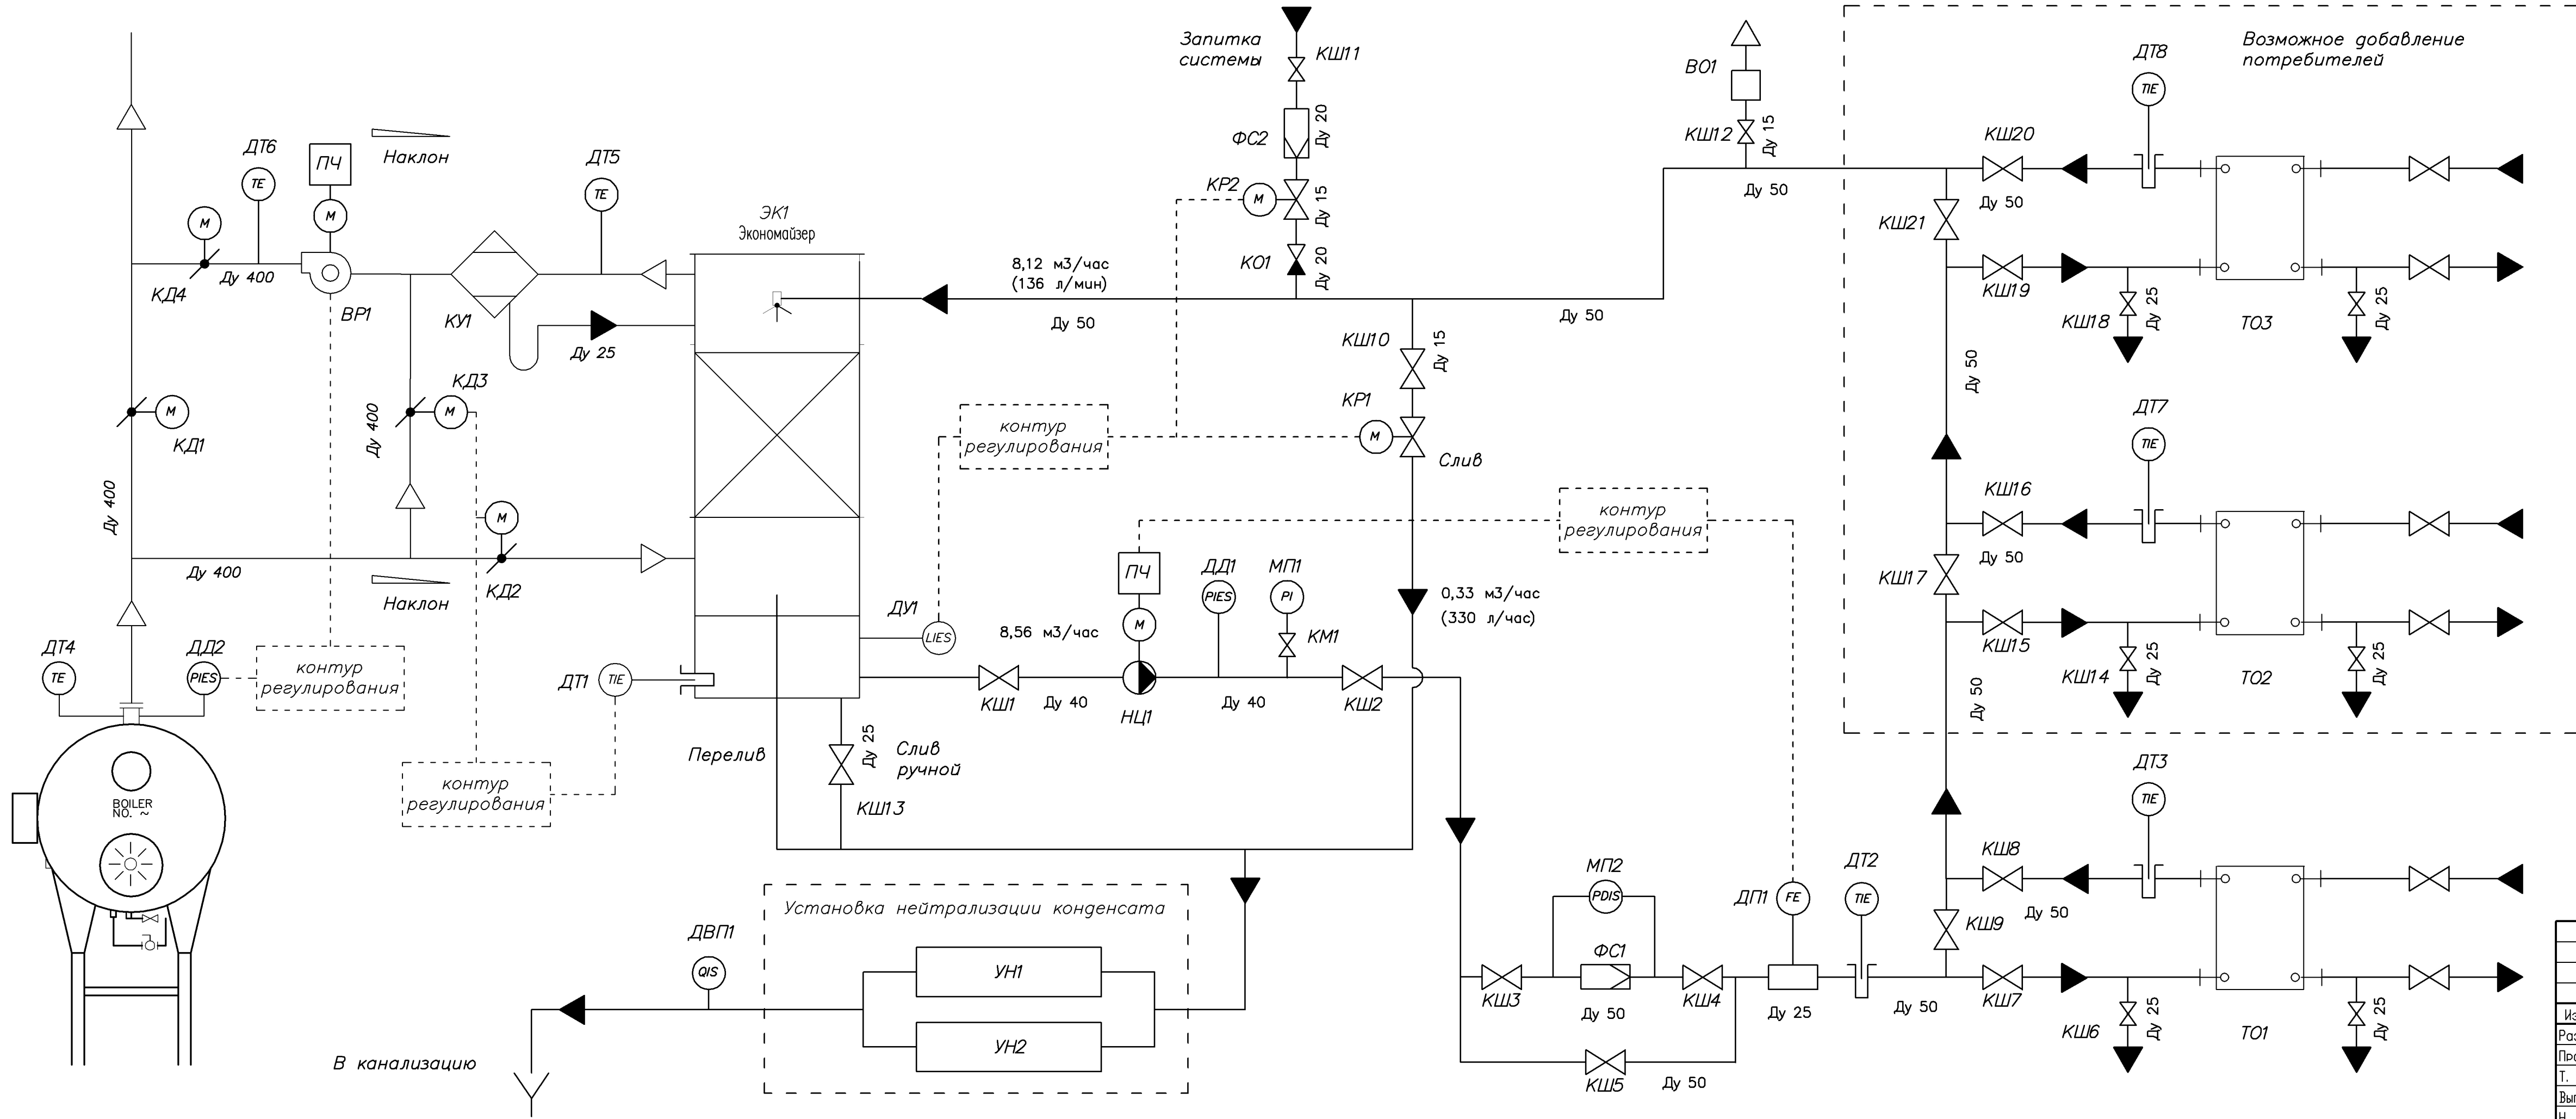 Запитка
системы
КШ11
ФС2
Ду 20
КР2
М
Ду 15
КО1
Ду 20
ВО1
КШ12
Ду 15
Ду 50
Возможное добавление
потребителей
ДТ8
TIE
КШ20
Ду 50
КШ21
КШ19
КШ18
Ду 25
ТО3
Ду 25
Ду 50
ДТ7
TIE
КШ16
Ду 50
КШ17
КШ15
КШ14
Ду 25
ТО2
Ду 25
Ду 50
ДТ6
TE
ПЧ
М
Наклон
ДТ5
TE
М
КД4
Ду 400
ВР1
КУ1
Ду 25
ЭК1
Экономайзер
8,12 м3/час
(136 л/мин)
Ду 50
Ду 50
КШ10
Ду 15
КР1
М
Слив
контур
регулирования
М
КД1
Ду 400
КД3
М
Ду 400
М
КД2
Ду 400
Наклон
контур
регулирования
ПЧ
М
ДД1
PIES
МП1
PI
КМ1
0,33 м3/час
(330 л/час)
ДУ1
LIES
8,56 м3/час
КШ1
Ду 40
НЦ1
Ду 40
КШ2
ДТ4
TE
ДД2
PIES
контур
регулирования
ДТ1
TIE
контур
регулирования
Перелив
Ду 25
Слив
ручной
КШ13
BOILER
NO. ~
Установка нейтрализации конденсата
ДВП1
QIS
УН1
УН2
В канализацию
МП2
PDIS
ФС1
КШ3
Ду 50
КШ4
КШ5
Ду 50
ДП1
FE
Ду 25
ДТ2
TIE
Ду 50
ДТ3
TIE
КШ8
Ду 50
КШ9
КШ7
КШ6
Ду 25
ТО1
Ду 25
Из
Раз
Про
Т.